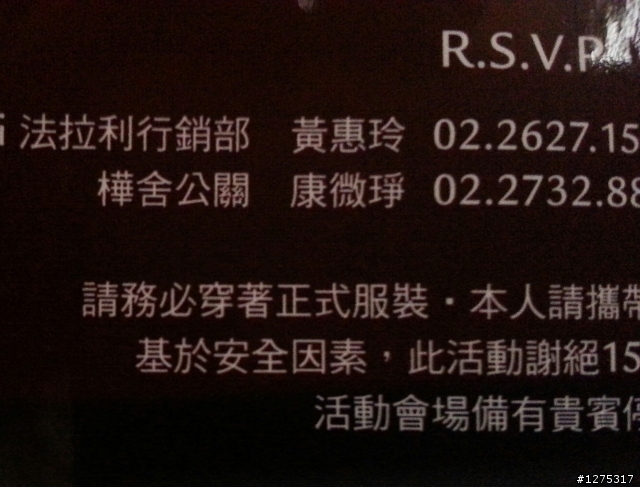 R.S.V.P
i 法拉利行銷部 黃惠玲 02.2627.15
樺舍公關 康微琤 02.2732.88
請務必穿著正式服裝・本人請攜帶
基於安全因素，此活動謝絕15
活動會場備有貴賓停
#1275317